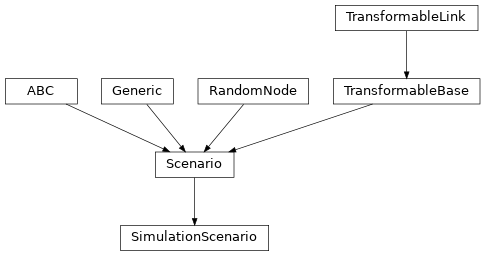 TransformableLink
ABC
Generic
RandomNode
TransformableBase
Scenario
SimulationScenario